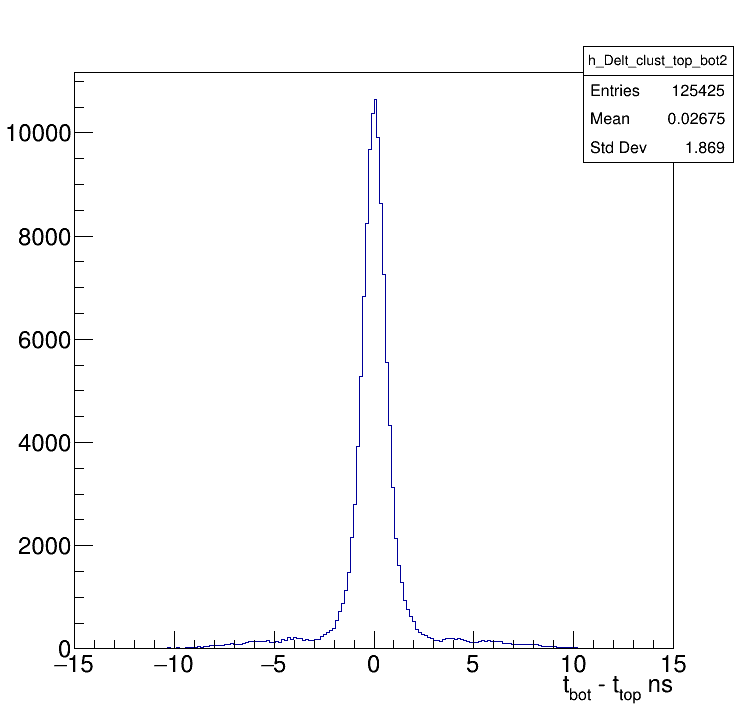 h_Delt_clust_top_bot2
Entries 125425
Mean 0.02675
Std Dev 1.869
10000
8000
6000
4000
2000
0
−15 −10 −5 0 5 10 15
t_bot - t_top ns